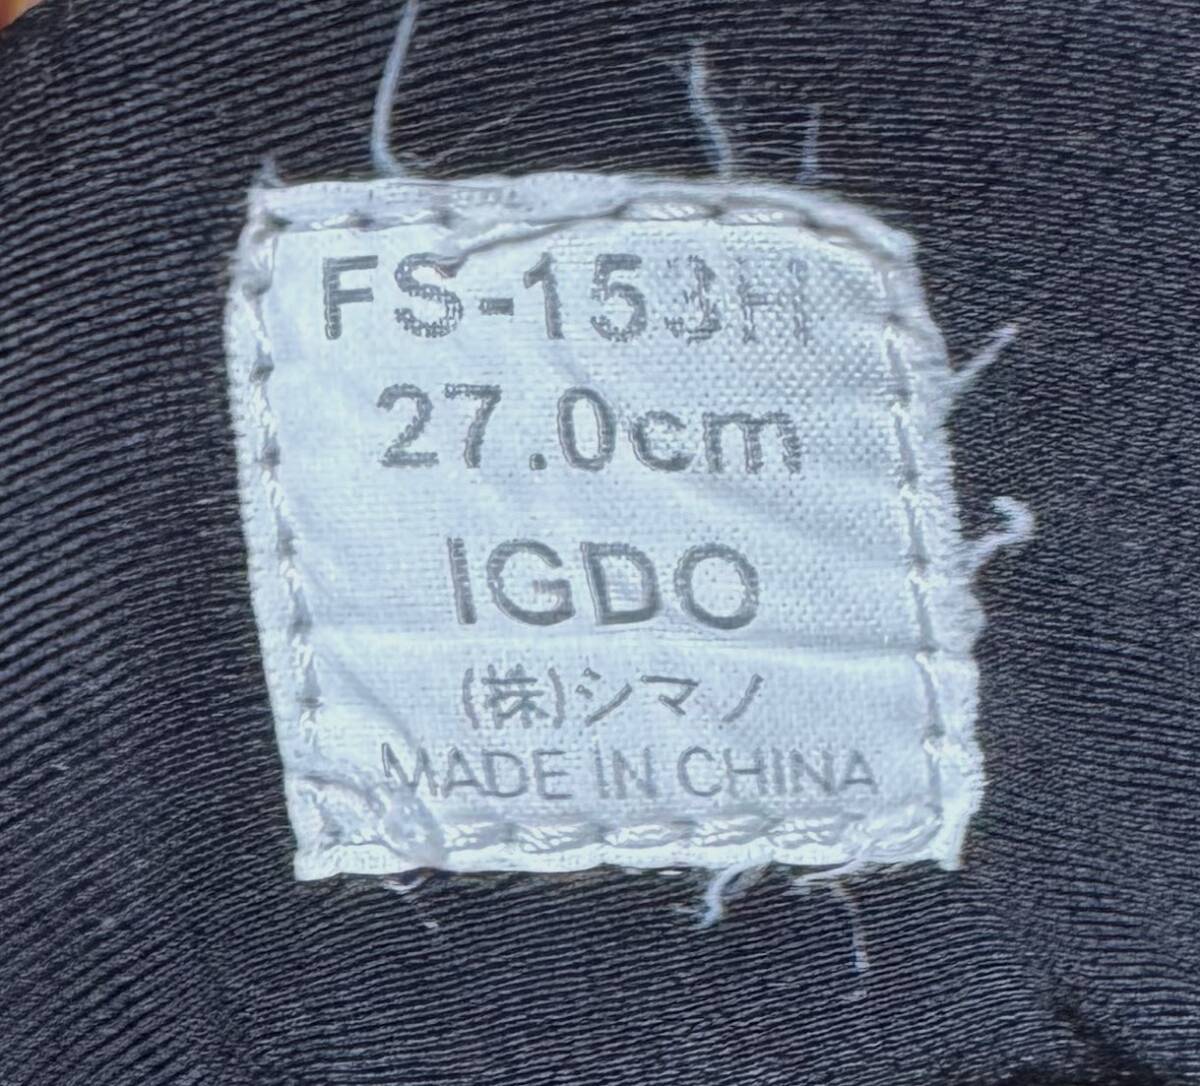 FS-153H
27.0cm
IGDO
(株)シマノ
MADE IN CHINA